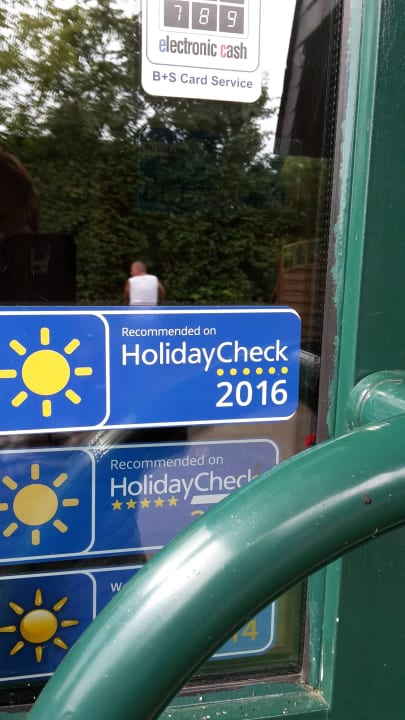 7 8 9
electronic cash
B+S Card Service
Recommended on
HolidayCheck
2016
Recommended on
HolidayCheck